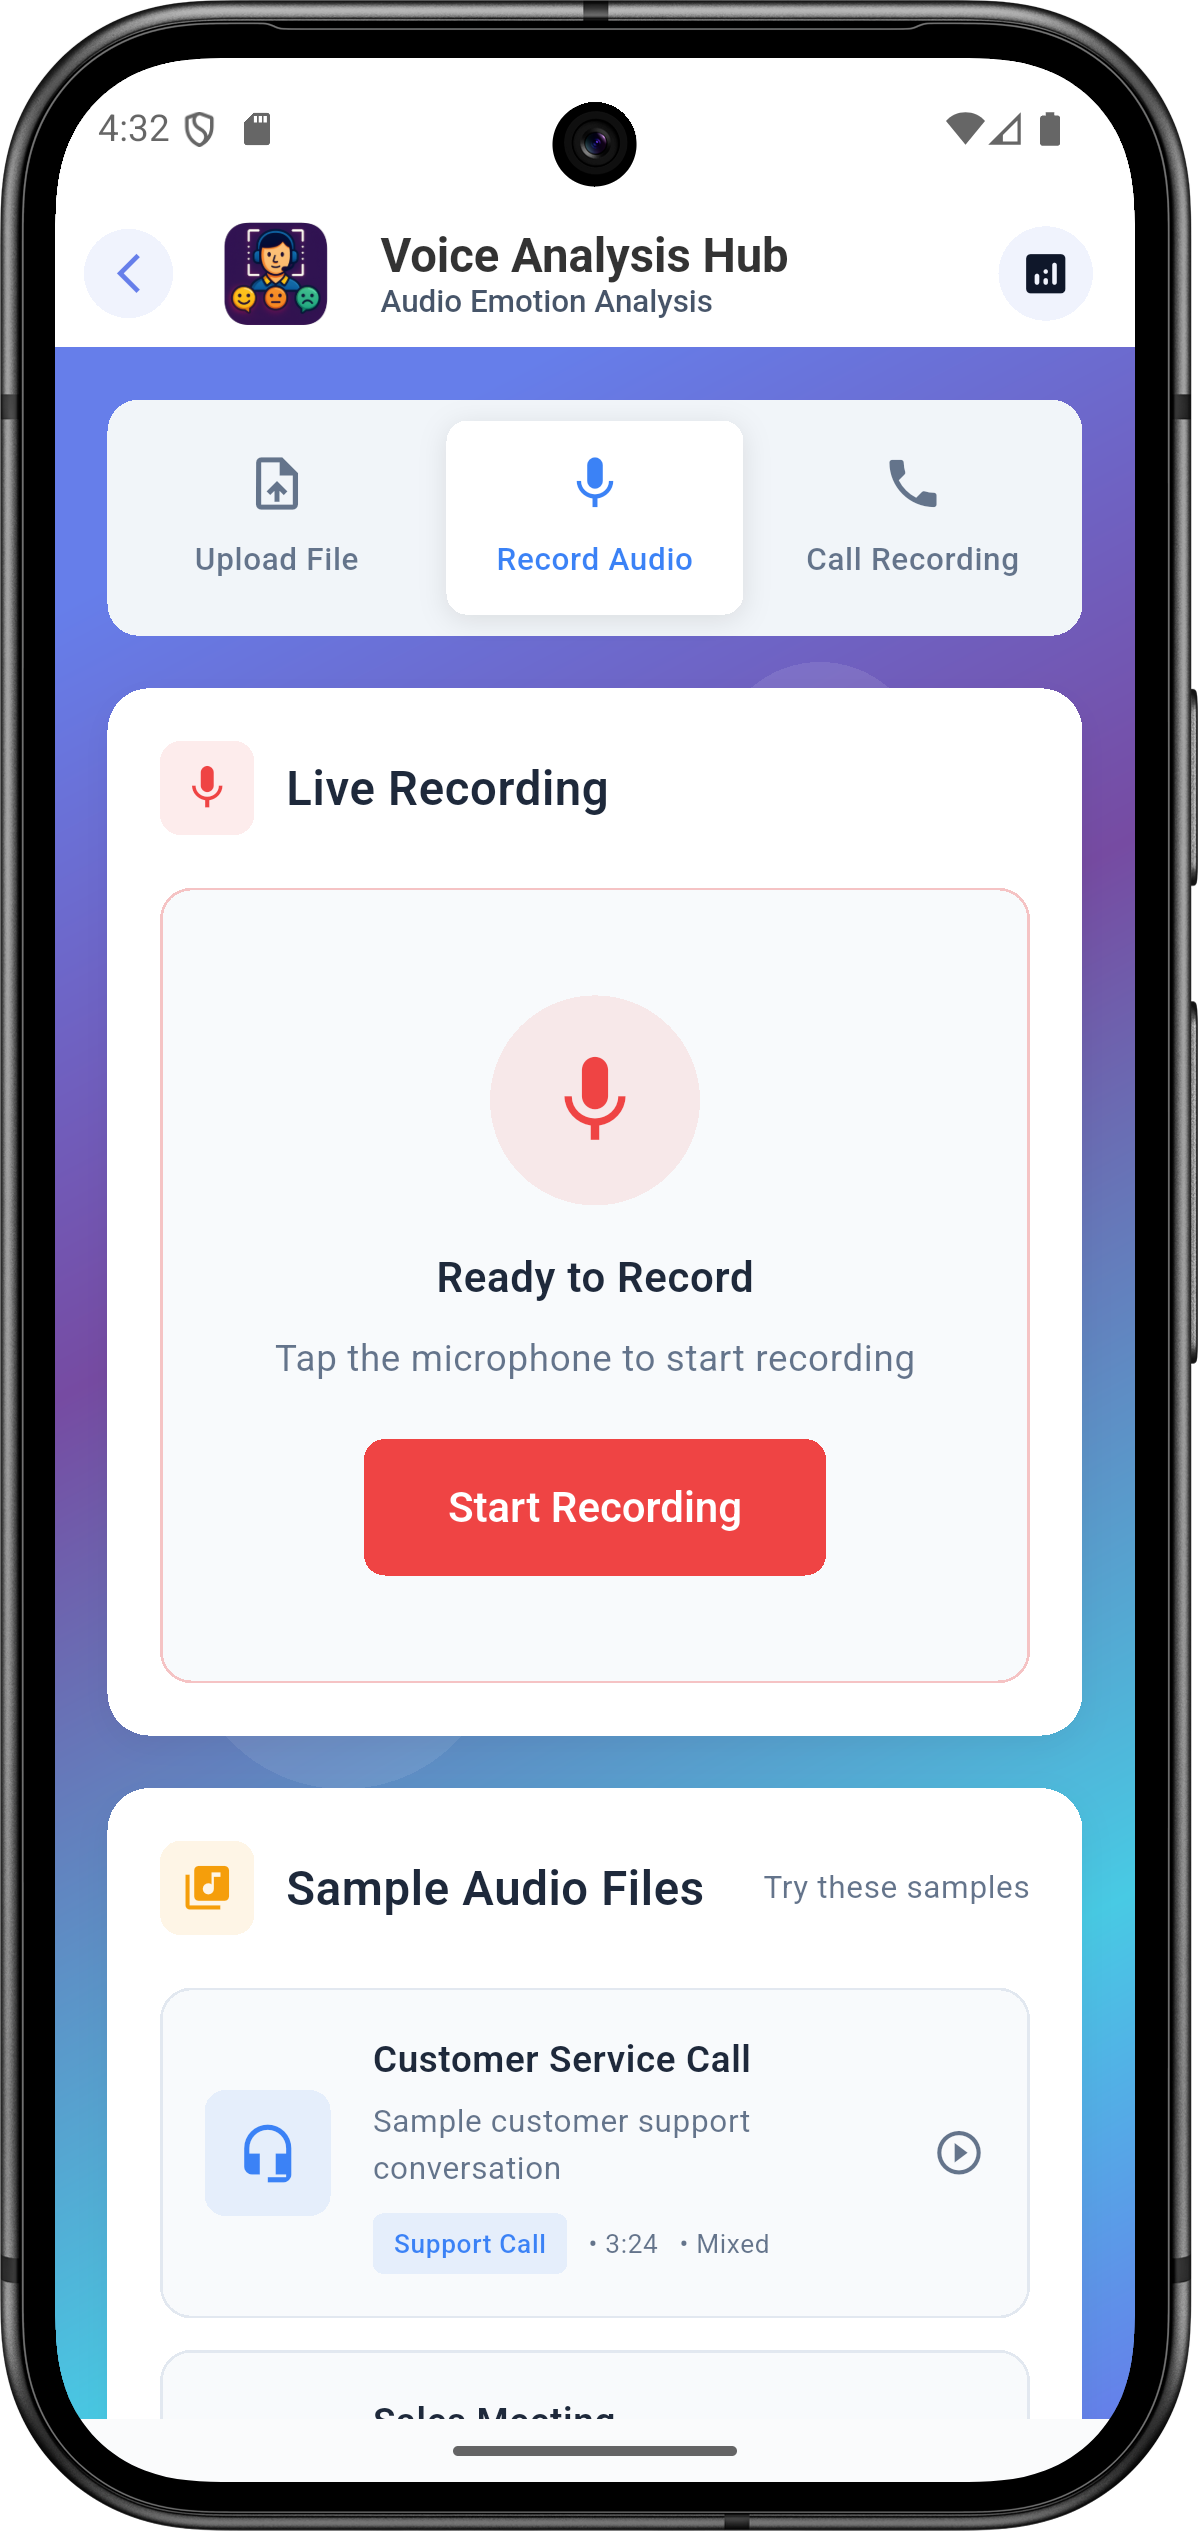 4:32
Voice Analysis Hub
Audio Emotion Analysis
Upload File
Record Audio
Call Recording
Live Recording
Ready to Record
Tap the microphone to start recording
Start Recording
Sample Audio Files
Try these samples
Customer Service Call
Sample customer support
conversation
Support Call • 3:24 • Mixed
Sales Meeting